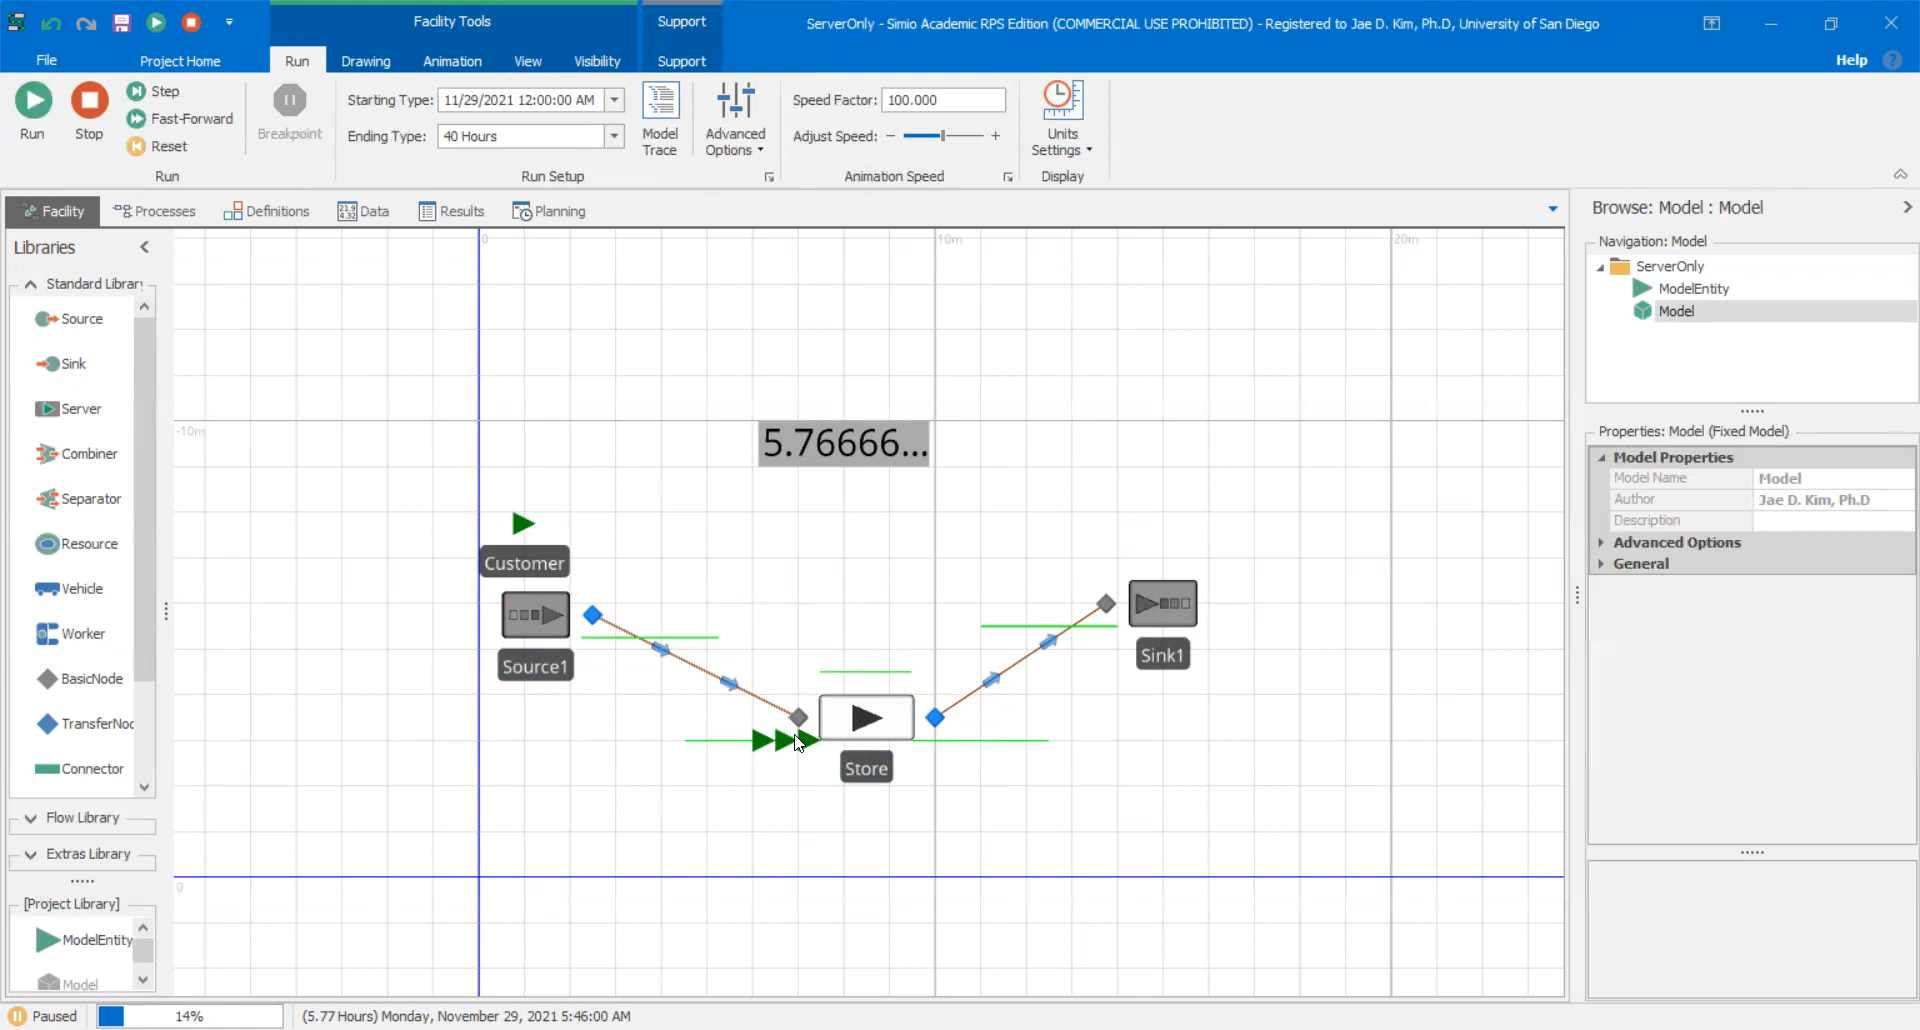 Facility Tools
Support
ServerOnly - Simio Academic RPS Edition (COMMERCIAL USE PROHIBITED) - Registered to Jae D. Kim, Ph.D, University of San Diego
File
Project Home
Run
Drawing
Animation
View
Visibility
Support
Help
?
Run
Stop
Step
Fast-Forward
Reset
Breakpoint
Starting Type: 11/29/2021 12:00:00 AM
Ending Type: 40 Hours
Model
Trace
Advanced
Options
Speed Factor: 100.000
Adjust Speed: − +
Units
Settings
Run
Run Setup
Animation Speed
Display
Facility
Processes
Definitions
21.9
4.32
Data
Results
Planning
Browse: Model : Model
Libraries
Standard Library
Source
Sink
Server
Combiner
Separator
Resource
Vehicle
Worker
BasicNode
TransferNod
Connector
Flow Library
Extras Library
[Project Library]
ModelEntity
Model
0
10m
20m
-10m
0
5.76666...
Customer
Source1
Store
Sink1
Navigation: Model
ServerOnly
ModelEntity
Model
Properties: Model (Fixed Model)
Model Properties
Model Name Model
Author Jae D. Kim, Ph.D
Description
Advanced Options
General
Paused
14%
(5.77 Hours) Monday, November 29, 2021 5:46:00 AM